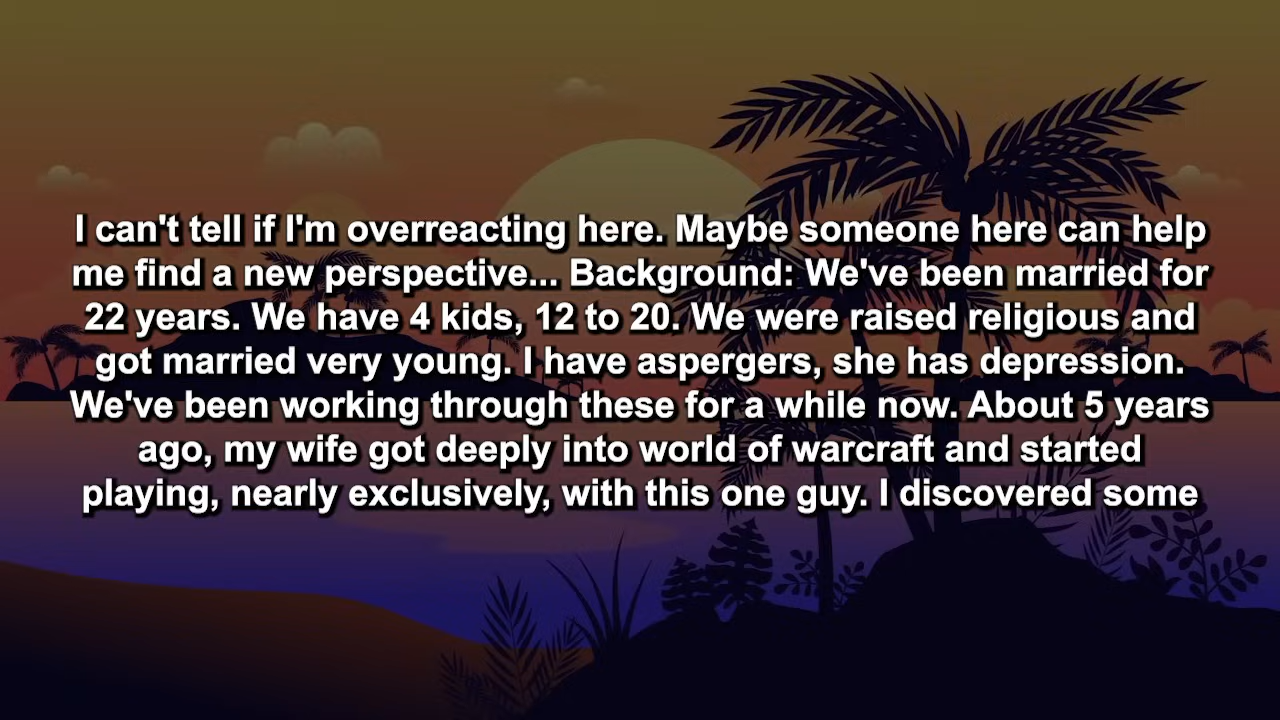 I can't tell if I'm overreacting here. Maybe someone here can help
me find a new perspective... Background: We've been married for
22 years. We have 4 kids, 12 to 20. We were raised religious and
got married very young. I have aspergers, she has depression.
We've been working through these for a while now. About 5 years
ago, my wife got deeply into world of warcraft and started
playing, nearly exclusively, with this one guy. I discovered some